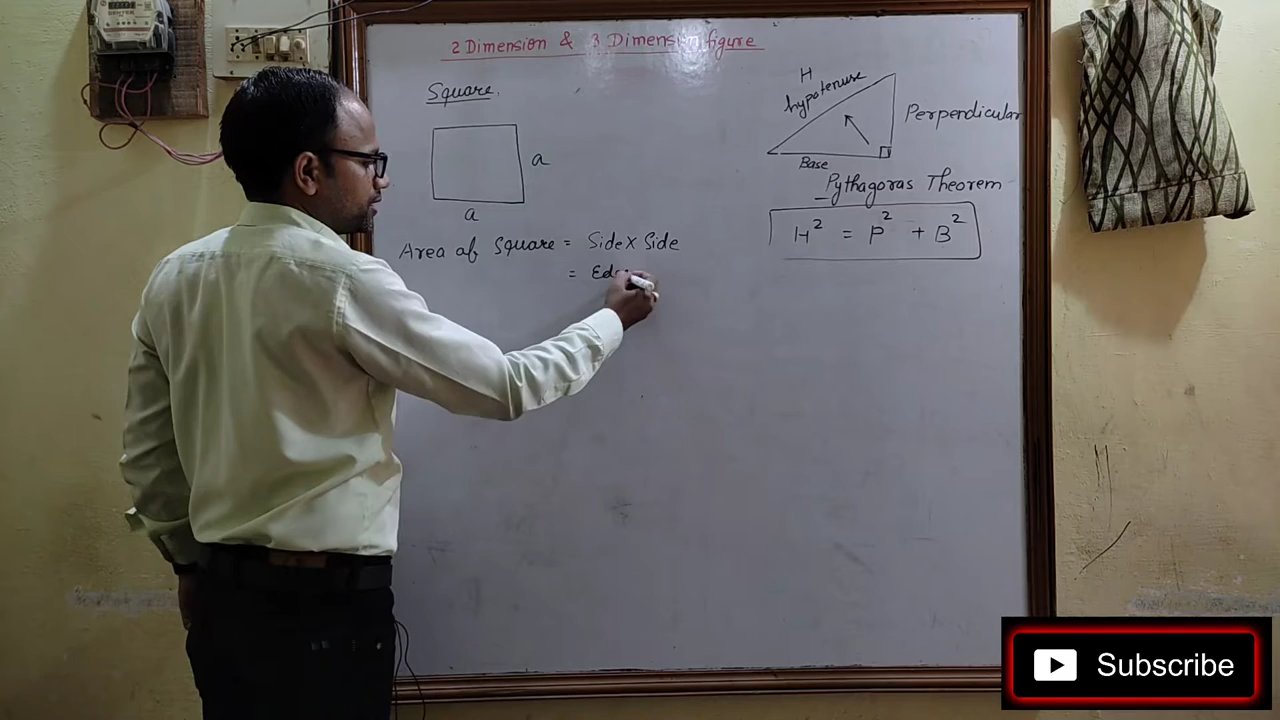 2 Dimension & 3 Dimension figure
Square.
a
a
Area of Square = Side X Side
= Ed
H
hypotenuse
Perpendicular
Base
Pythagoras Theorem
H² = P² + B²
Subscribe